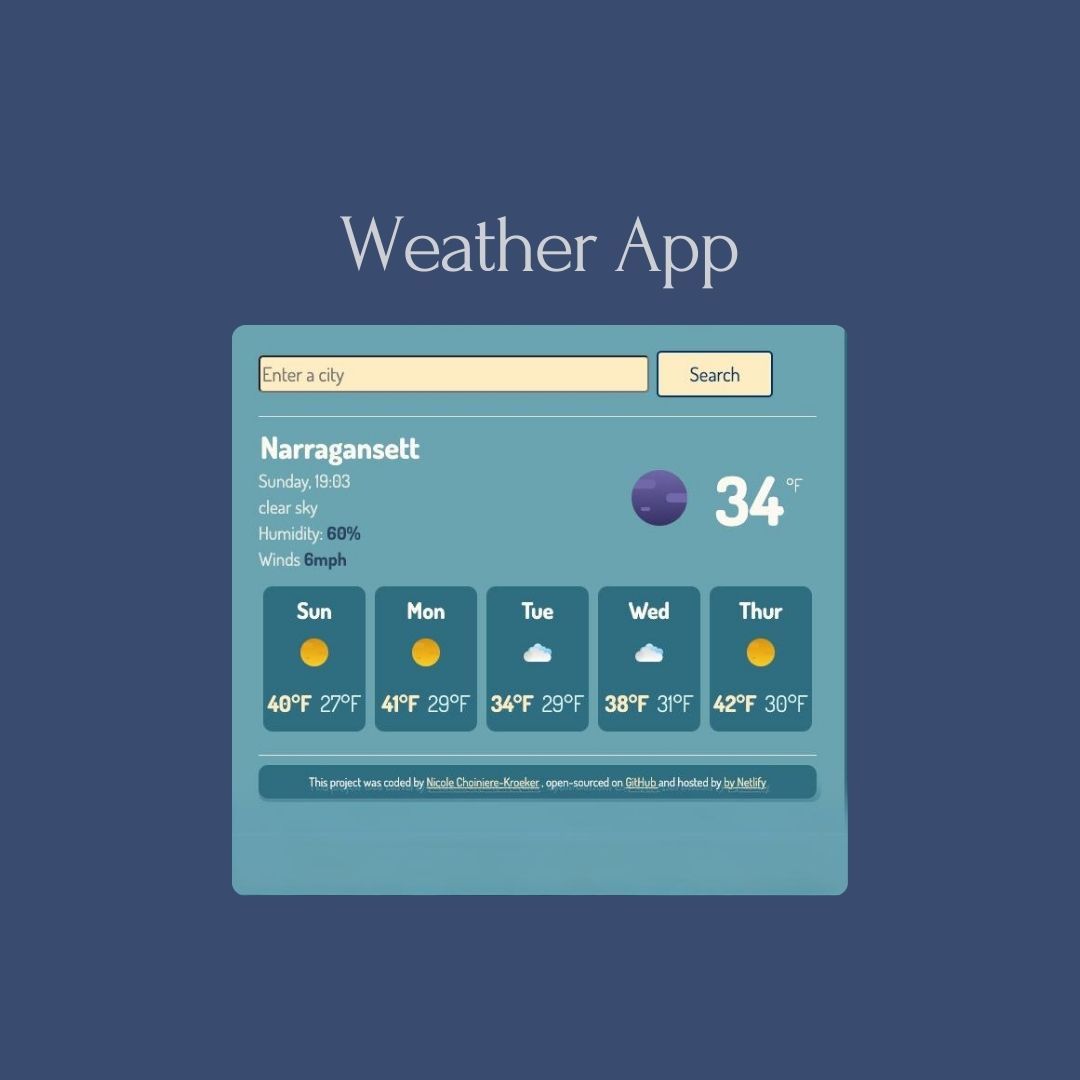 Weather App
Enter a city
Search
Narragansett
Sunday, 19:03
clear sky
Humidity: 60%
Winds 6mph
34 °F
Sun
Mon
Tue
Wed
Thur
40°F 27°F
41°F 29°F
34°F 29°F
38°F 31°F
42°F 30°F
This project was coded by Nicole Choiniere-Kroeker , open-sourced on GitHub and hosted by by Netlify